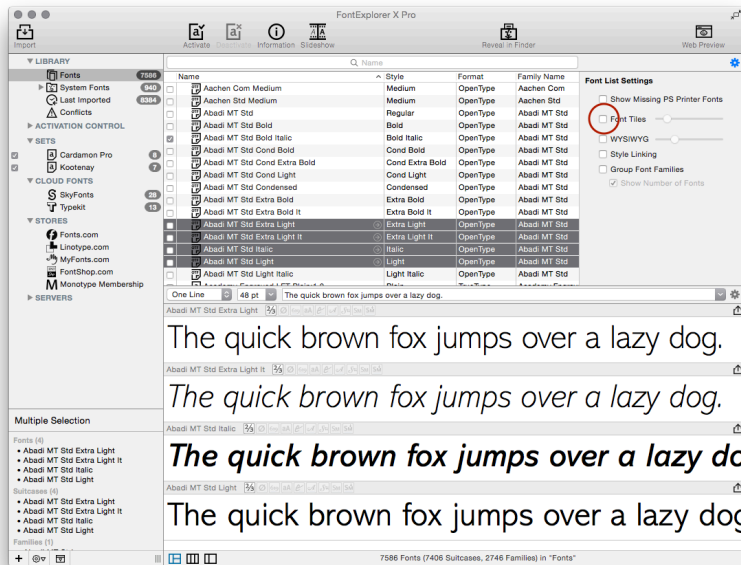 FontExplorer X Pro
Import
Activate Deactivate Information Slideshow Reveal in Finder Web Preview
LIBRARY
Fonts 7586
System Fonts 940
Last Imported 8384
Conflicts
ACTIVATION CONTROL
SETS
Cardamon Pro 8
Kootenay 7
CLOUD FONTS
SkyFonts 28
Typekit 13
STORES
Fonts.com
Linotype.com
MyFonts.com
FontShop.com
Monotype Membership
SERVERS
Name
Name Style Format Family Name
Aachen Com Medium Medium OpenType Aachen Com
Aachen Std Medium Medium OpenType Aachen Std
Abadi MT Std Regular OpenType Abadi MT Std
Abadi MT Std Bold Bold OpenType Abadi MT Std
Abadi MT Std Bold Italic Bold Italic OpenType Abadi MT Std
Abadi MT Std Cond Bold Cond Bold OpenType Abadi MT Std
Abadi MT Std Cond Extra Bold Cond Extra Bold OpenType Abadi MT Std
Abadi MT Std Cond Light Cond Light OpenType Abadi MT Std
Abadi MT Std Condensed Condensed OpenType Abadi MT Std
Abadi MT Std Extra Bold Extra Bold OpenType Abadi MT Std
Abadi MT Std Extra Bold It Extra Bold It OpenType Abadi MT Std
Abadi MT Std Extra Light Extra Light OpenType Abadi MT Std
Abadi MT Std Extra Light It Extra Light It OpenType Abadi MT Std
Abadi MT Std Italic Italic OpenType Abadi MT Std
Abadi MT Std Light Light OpenType Abadi MT Std
Abadi MT Std Light Italic Light Italic OpenType Abadi MT Std
Font List Settings
Show Missing PS Printer Fonts
Font Tiles
WYSIWYG
Style Linking
Group Font Families
Show Number of Fonts
One Line 48 pt The quick brown fox jumps over a lazy dog.
Abadi MT Std Extra Light
The quick brown fox jumps over a lazy dog.
Abadi MT Std Extra Light It
The quick brown fox jumps over a lazy dog.
Abadi MT Std Italic
The quick brown fox jumps over a lazy do
Abadi MT Std Light
The quick brown fox jumps over a lazy dog
Multiple Selection
Fonts (4)
• Abadi MT Std Extra Light
• Abadi MT Std Extra Light It
• Abadi MT Std Italic
• Abadi MT Std Light
Suitcases (4)
• Abadi MT Std Extra Light
• Abadi MT Std Extra Light It
• Abadi MT Std Italic
• Abadi MT Std Light
Families (1)
7586 Fonts (7406 Suitcases, 2746 Families) in "Fonts"